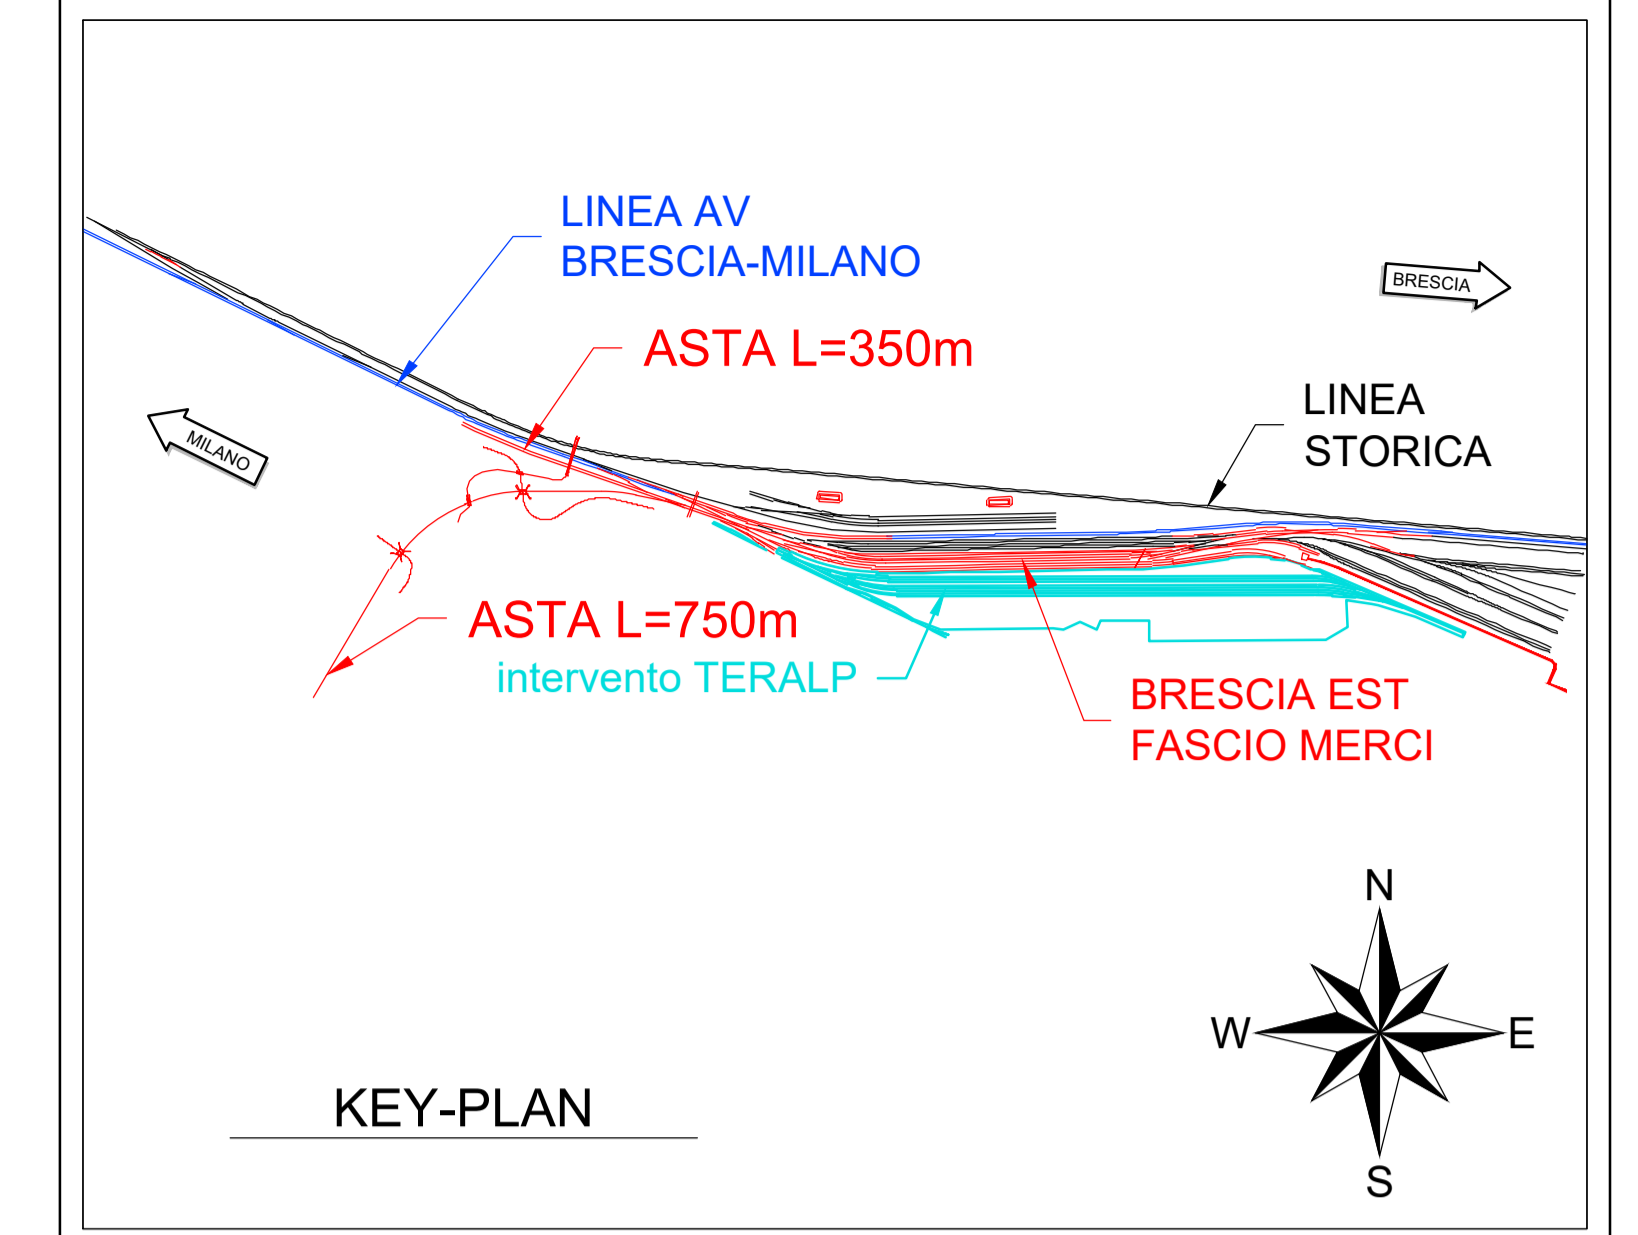 LINEA AV
BRESCIA-MILANO
BRESCIA
ASTA L=350m
LINEA
STORICA
MILANO
ASTA L=750m
intervento TERALP
BRESCIA EST
FASCIO MERCI
N
W
E
S
KEY-PLAN